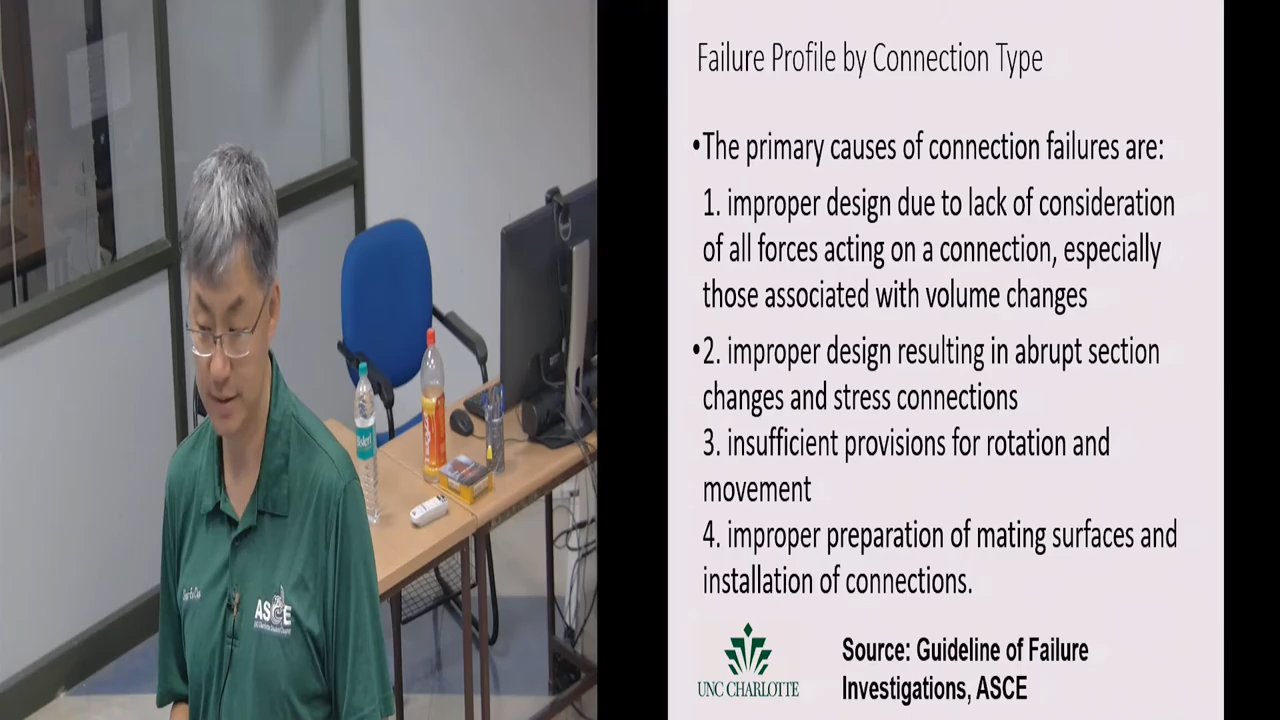 Failure Profile by Connection Type
•The primary causes of connection failures are:
1. improper design due to lack of consideration
of all forces acting on a connection, especially
those associated with volume changes
•2. improper design resulting in abrupt section
changes and stress connections
3. insufficient provisions for rotation and
movement
4. improper preparation of mating surfaces and
installation of connections.
UNC CHARLOTTE
Source: Guideline of Failure
Investigations, ASCE
ASCE